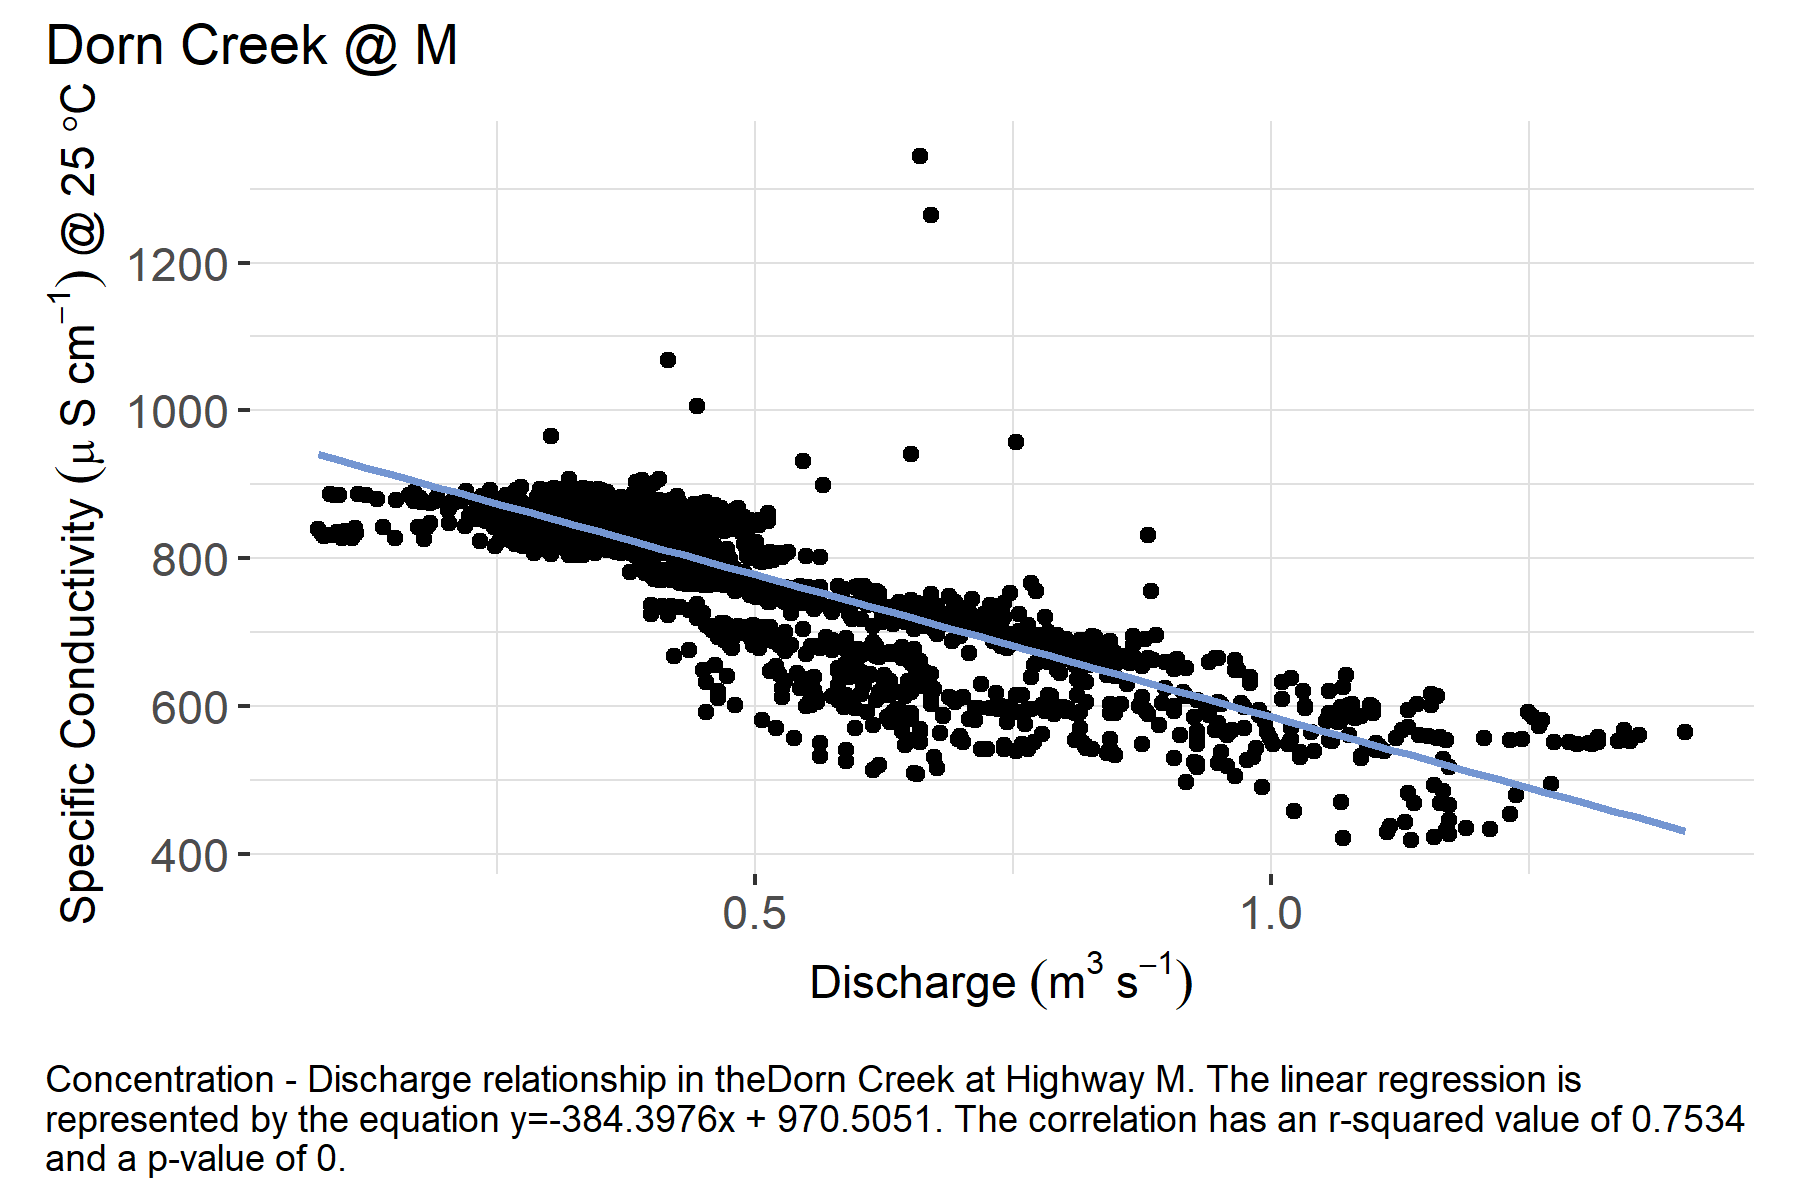 Dorn Creek @ M
Specific Conductivity (μ S cm⁻¹) @ 25 °C
1200
1000
800
600
400
0.5 1.0
Discharge (m³ s⁻¹)
Concentration - Discharge relationship in theDorn Creek at Highway M. The linear regression is
represented by the equation y=-384.3976x + 970.5051. The correlation has an r-squared value of 0.7534
and a p-value of 0.